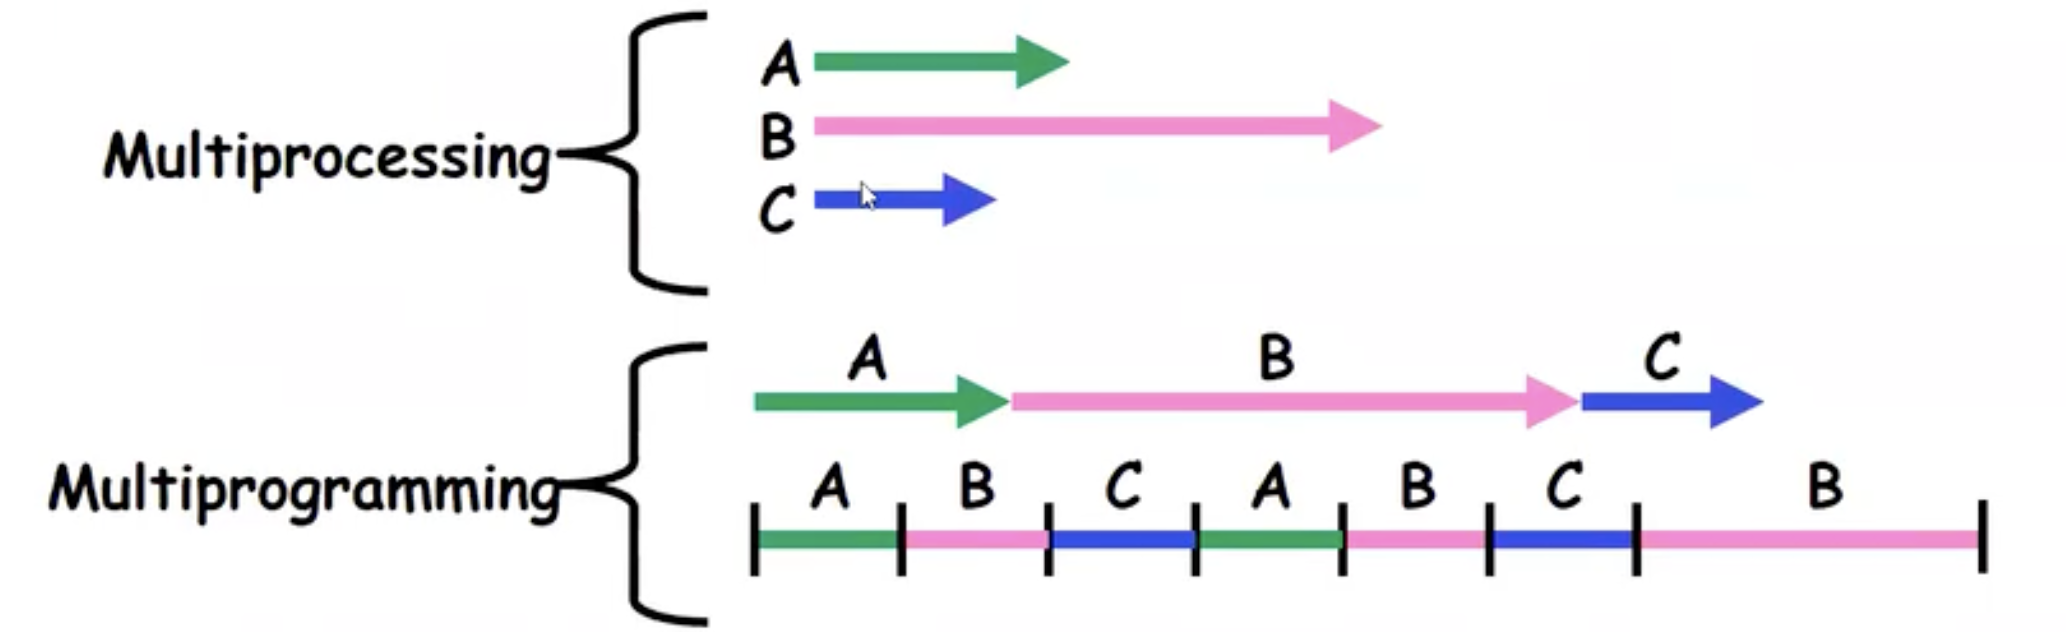 A
B
Multiprocessing
C
A B C
A B C A B C B
Multiprogramming